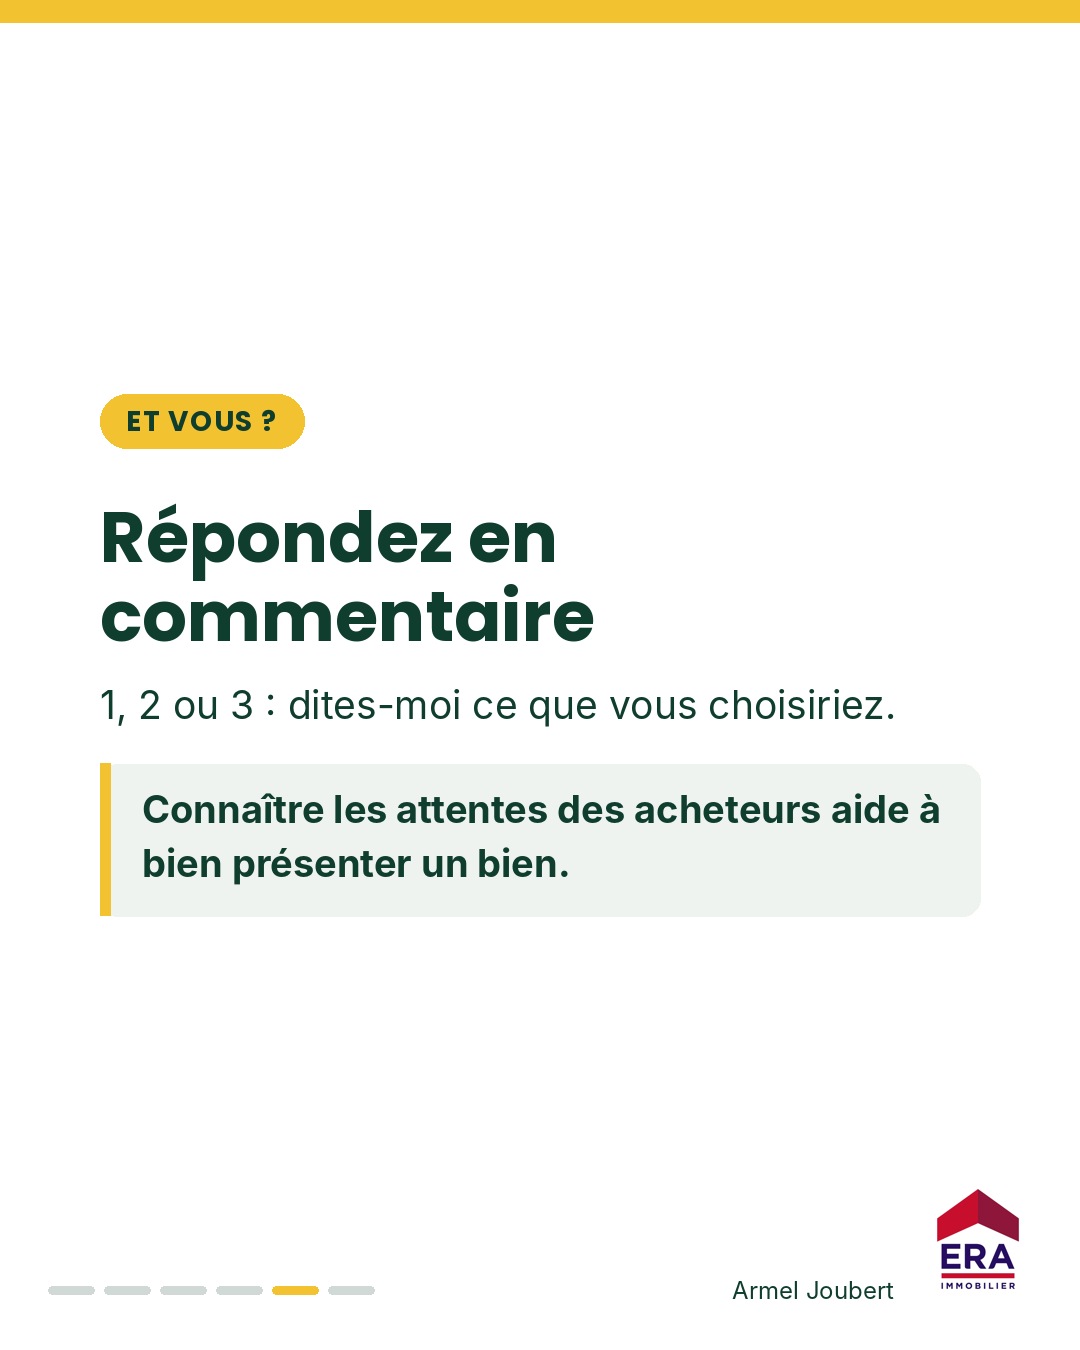 ET VOUS ?
Répondez en
commentaire
1, 2 ou 3 : dites-moi ce que vous choisiriez.
Connaître les attentes des acheteurs aide à
bien présenter un bien.
Armel Joubert
ERA
IMMOBILIER